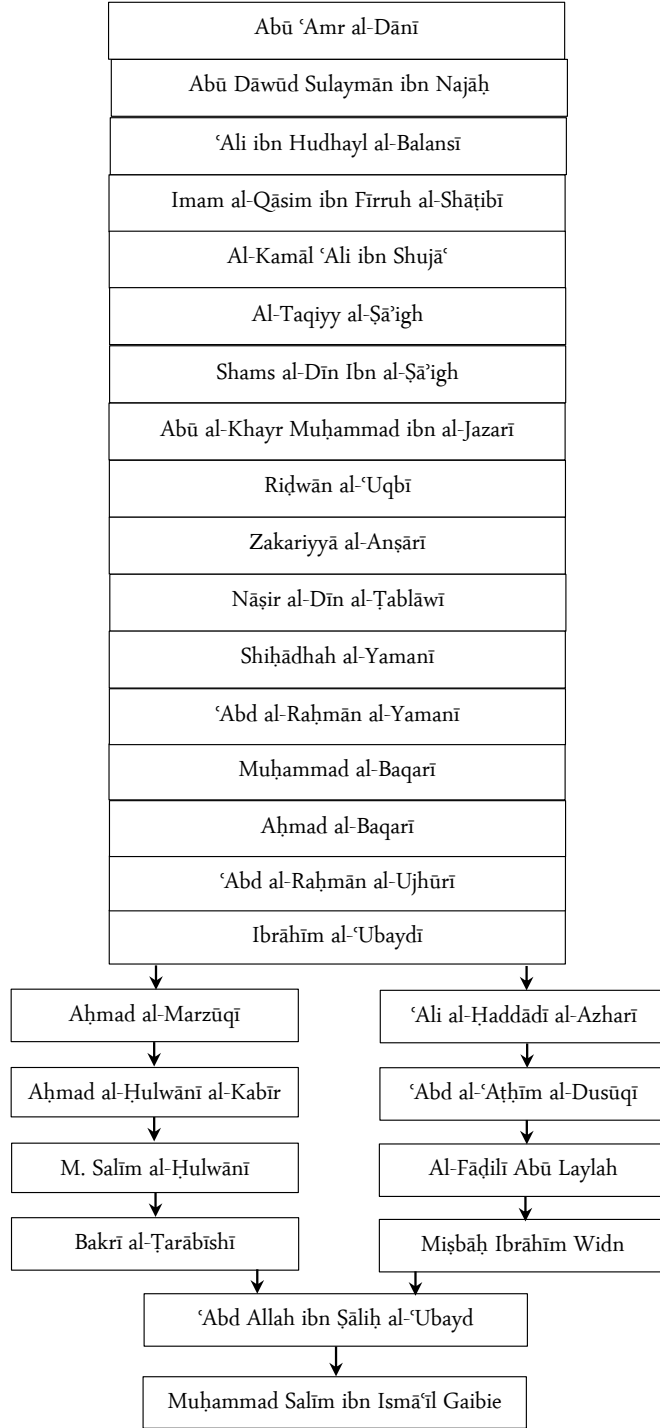 Abū ʿAmr al-Dānī
Abū Dāwūd Sulaymān ibn Najāḥ
ʿAli ibn Hudhayl al-Balansī
Imam al-Qāsim ibn Fīrruh al-Shāṭibī
Al-Kamāl ʿAli ibn Shujāʿ
Al-Taqiyy al-Ṣāʾigh
Shams al-Dīn Ibn al-Ṣāʾigh
Abū al-Khayr Muḥammad ibn al-Jazarī
Riḍwān al-ʿUqbī
Zakariyyā al-Anṣārī
Nāṣir al-Dīn al-Ṭablāwī
Shiḥādhah al-Yamanī
ʿAbd al-Raḥmān al-Yamanī
Muḥammad al-Baqarī
Aḥmad al-Baqarī
ʿAbd al-Raḥmān al-Ujhūrī
Ibrāhīm al-ʿUbaydī
Aḥmad al-Marzūqī
ʿAli al-Ḥaddādī al-Azharī
Aḥmad al-Ḥulwānī al-Kabīr
ʿAbd al-ʿAṭhīm al-Dusūqī
M. Salīm al-Ḥulwānī
Al-Fāḍilī Abū Laylah
Bakrī al-Ṭarābīshī
Miṣbāḥ Ibrāhīm Widn
ʿAbd Allah ibn Ṣāliḥ al-ʿUbayd
Muḥammad Salīm ibn Ismāʿīl Gaibie